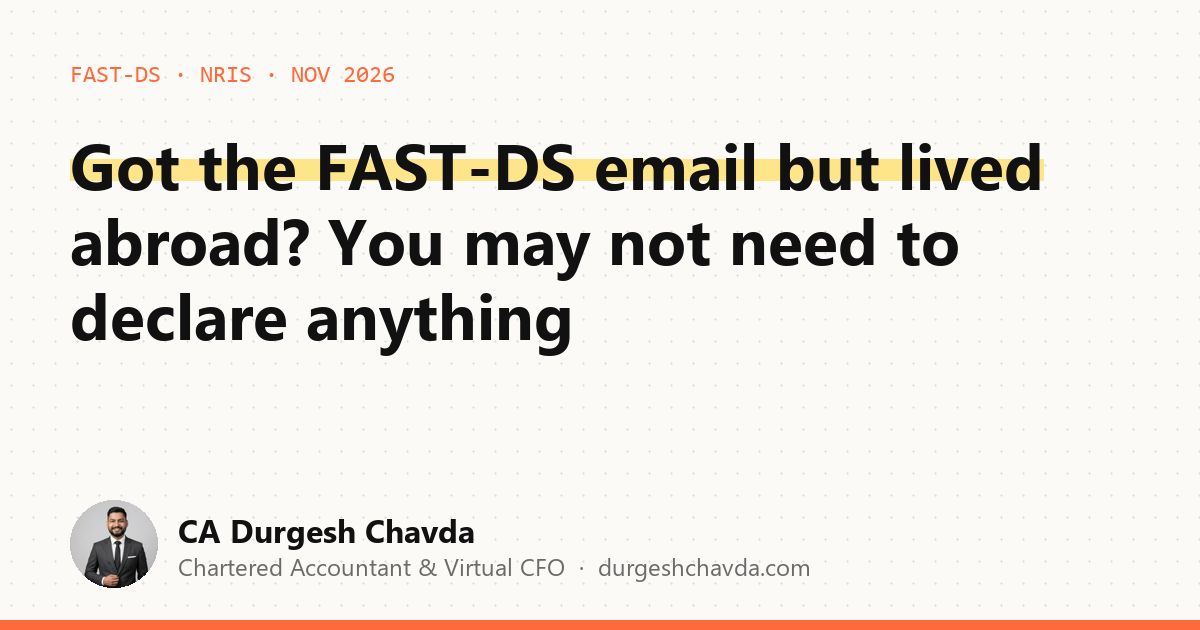 FAST-DS · NRIS · NOV 2026
Got the FAST-DS email but lived
abroad? You may not need to
declare anything
CA Durgesh Chavda
Chartered Accountant & Virtual CFO · durgeshchavda.com